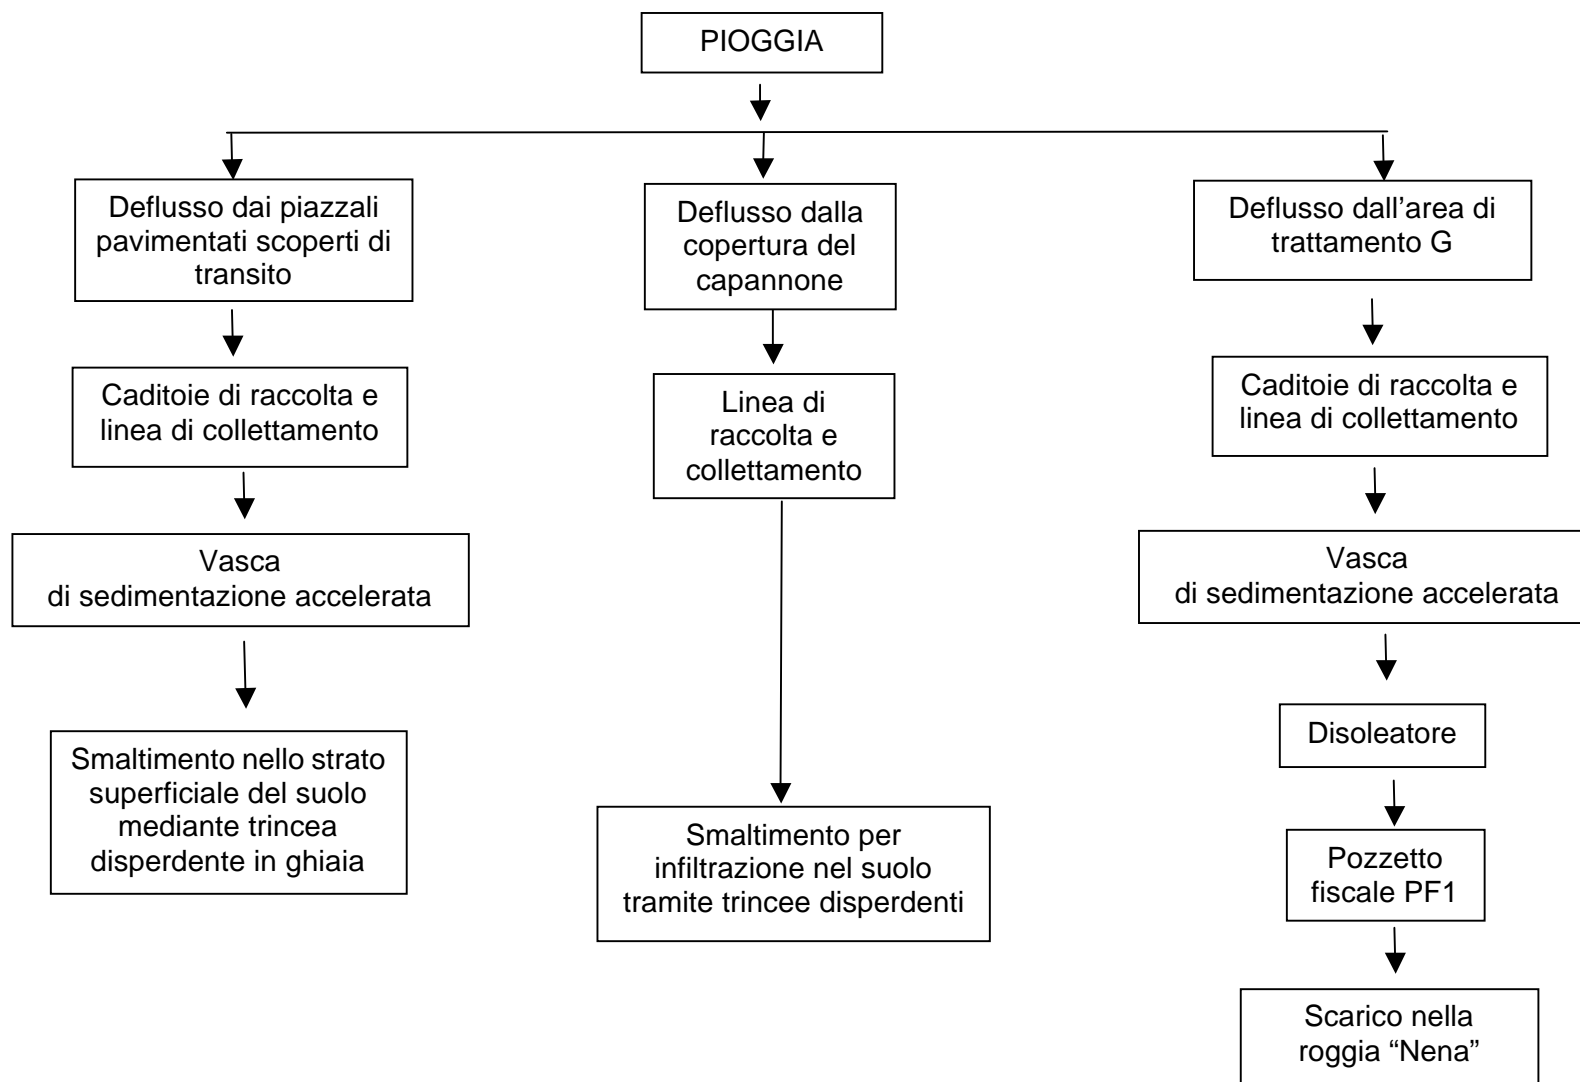 PIOGGIA
Deflusso dai piazzali
pavimentati scoperti di
transito
Deflusso dalla
copertura del
capannone
Deflusso dall’area di
trattamento G
Caditoie di raccolta e
linea di collettamento
Linea di
raccolta e
collettamento
Caditoie di raccolta e
linea di collettamento
Vasca
di sedimentazione accelerata
Vasca
di sedimentazione accelerata
Smaltimento nello strato
superficiale del suolo
mediante trincea
disperdente in ghiaia
Smaltimento per
infiltrazione nel suolo
tramite trincee disperdenti
Disoleatore
Pozzetto
fiscale PF1
Scarico nella
roggia “Nena”